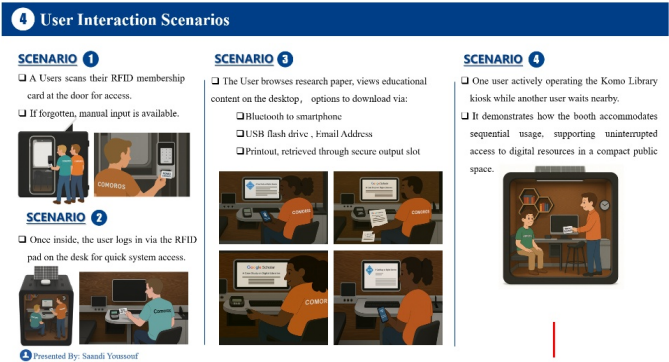 4 User Interaction Scenarios
SCENARIO 1
❑ A Users scans their RFID membership
card at the door for access.
❑ If forgotten, manual input is available.
COMOROS
SCENARIO 2
❑ Once inside, the user logs in via the RFID
pad on the desk for quick system access.
Comoros
SCENARIO 3
❑ The User browses research paper, views educational
content on the desktop, options to download via:
❑Bluetooth to smartphone
❑USB flash drive , Email Address
❑Printout, retrieved through secure output slot
COMOROS
Google Scholar
COMOR
SCENARIO 4
❑ One user actively operating the Komo Library
kiosk while another user waits nearby.
❑ It demonstrates how the booth accommodates
sequential usage, supporting uninterrupted
access to digital resources in a compact public
space.
Presented By: Saandi Youssouf